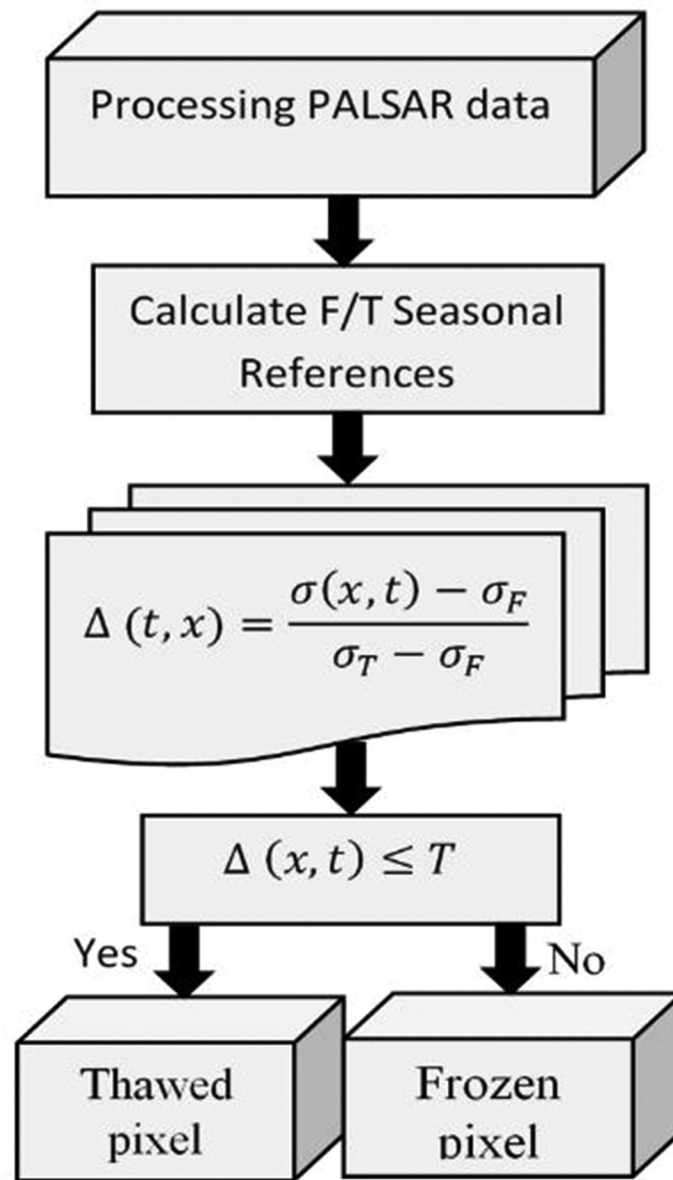 Processing PALSAR data
Calculate F/T Seasonal
References
Δ (t, x) = σ(x, t) − σ_F / σ_T − σ_F
Δ (x, t) ≤ T
Yes
No
Thawed
pixel
Frozen
pixel